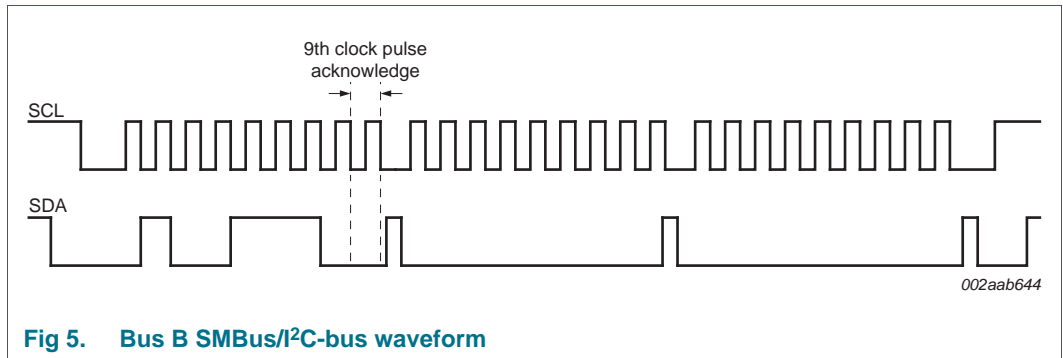 9th clock pulse
acknowledge
SCL
SDA
002aab644
Fig 5. Bus B SMBus/I²C-bus waveform